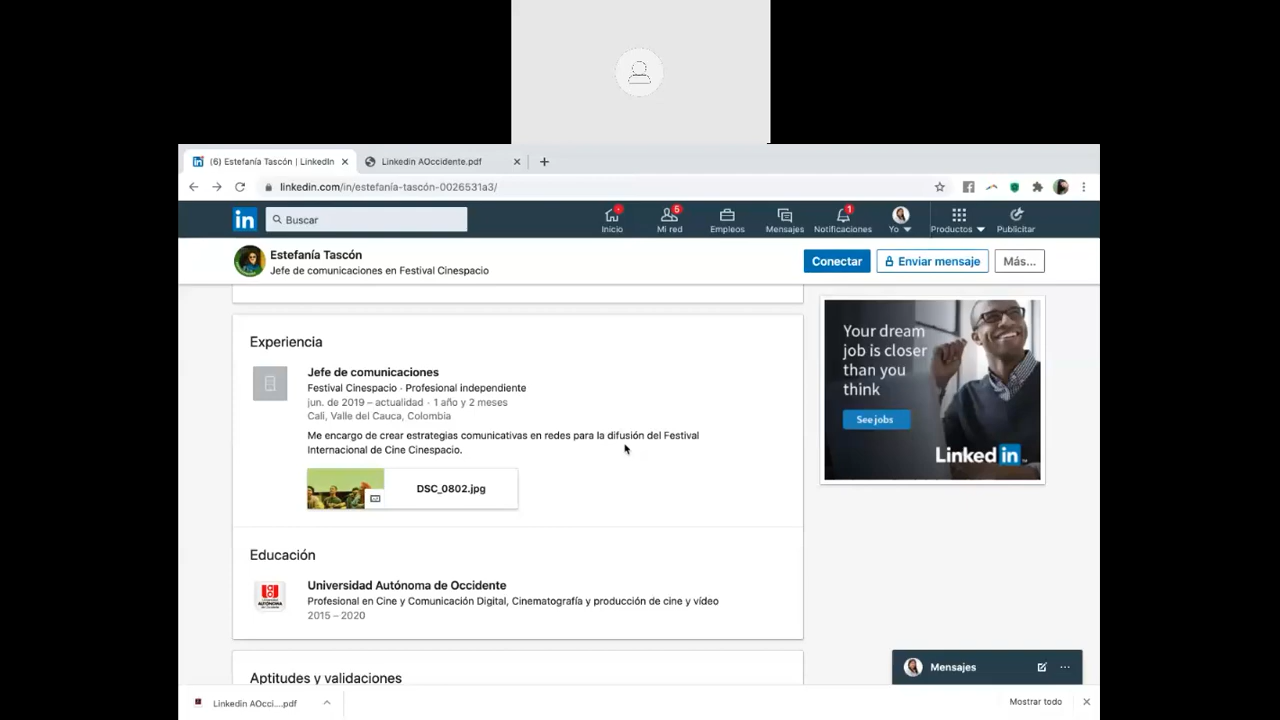 (6) Estefanía Tascón | LinkedIn
Linkedin AOccidente.pdf
linkedin.com/in/estefanía-tascón-0026531a3/
in
Buscar
5
1
Inicio
Mi red
Empleos
Mensajes
Notificaciones
Yo
Productos
Publicitar
Estefanía Tascón
Jefe de comunicaciones en Festival Cinespacio
Conectar
Enviar mensaje
Más...
Experiencia
Jefe de comunicaciones
Festival Cinespacio · Profesional independiente
jun. de 2019 – actualidad · 1 año y 2 meses
Cali, Valle del Cauca, Colombia
Me encargo de crear estrategias comunicativas en redes para la difusión del Festival
Internacional de Cine Cinespacio.
DSC_0802.jpg
Educación
Universidad Autónoma de Occidente
Profesional en Cine y Comunicación Digital, Cinematografía y producción de cine y vídeo
2015 – 2020
Aptitudes y validaciones
Your dream
job is closer
than you
think
See jobs
Linked in
Mensajes
Linkedin AOcci....pdf
Mostrar todo